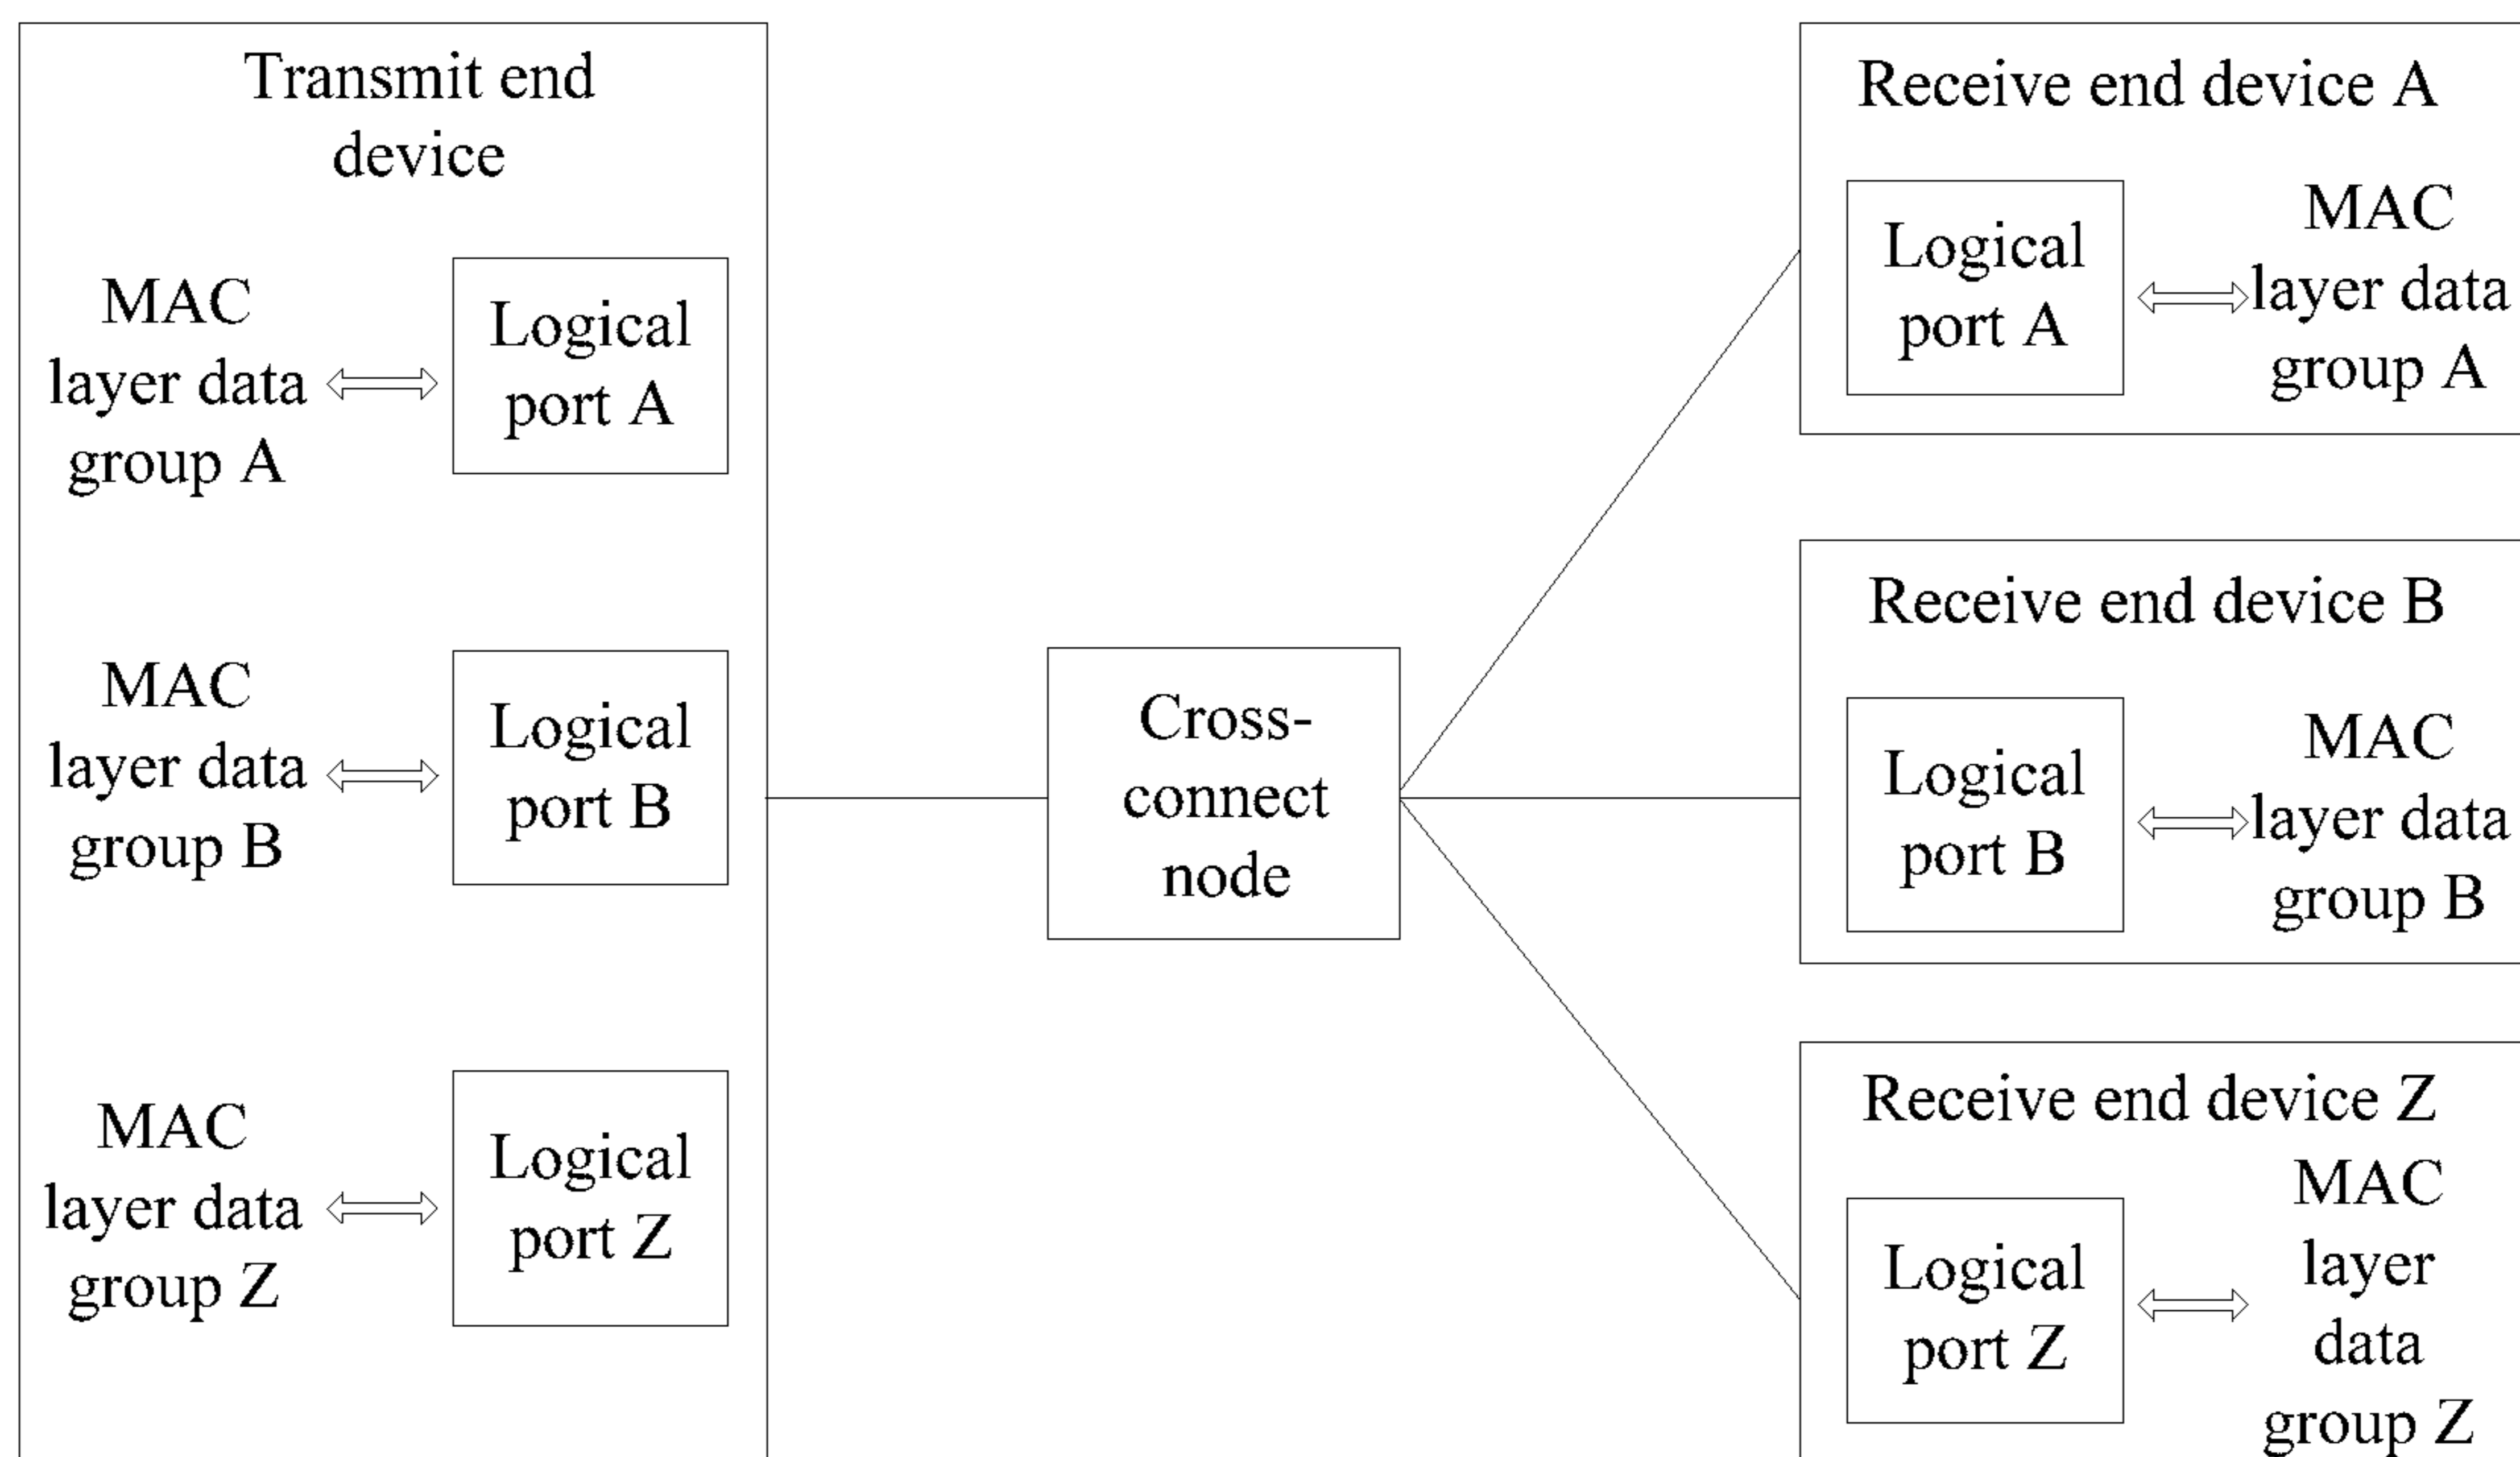 Transmit end
device
MAC
layer data
group A
Logical
port A
MAC
layer data
group B
Logical
port B
MAC
layer data
group Z
Logical
port Z
Cross-
connect
node
Receive end device A
Logical
port A
MAC
layer data
group A
Receive end device B
Logical
port B
MAC
layer data
group B
Receive end device Z
Logical
port Z
MAC
layer
data
group Z